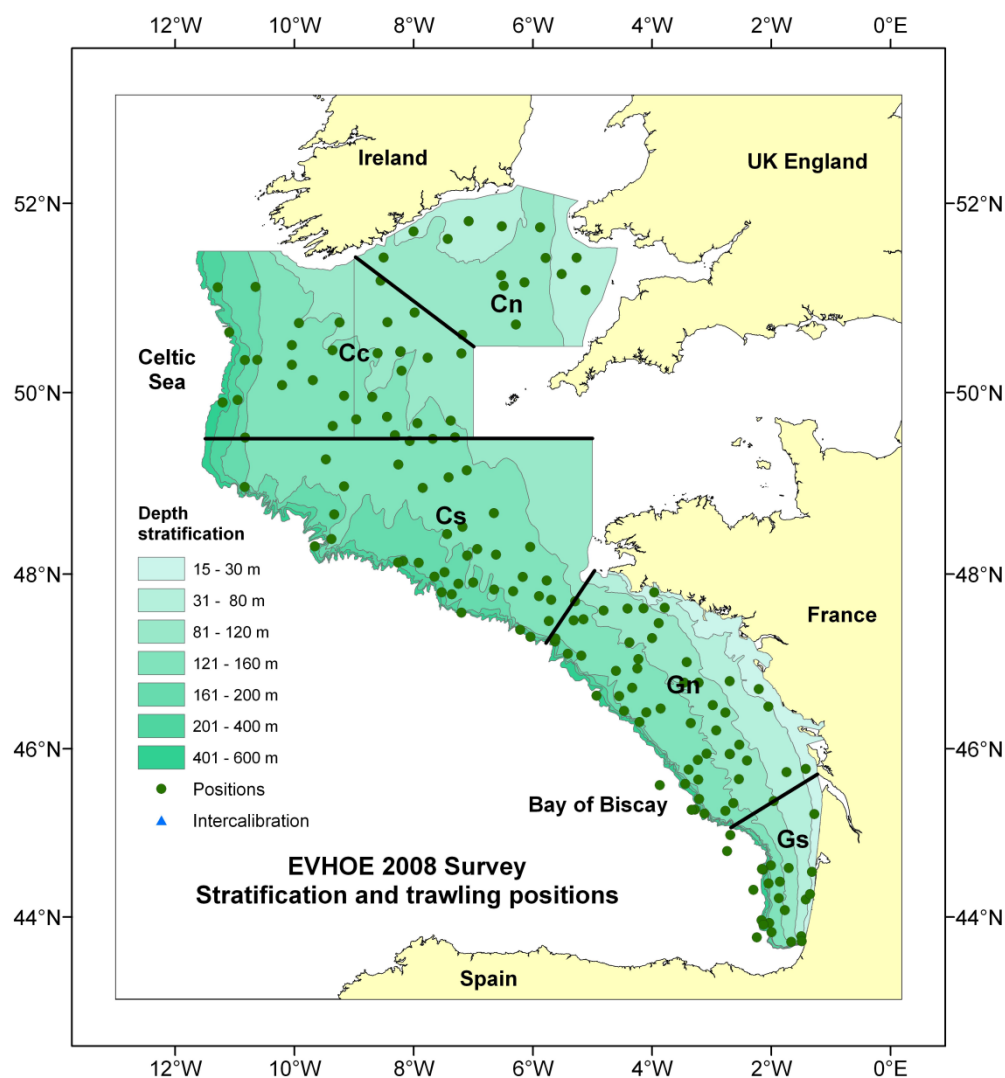 12°W 10°W 8°W 6°W 4°W 2°W 0°E
Ireland
UK England
52°N 52°N
Cn
Cc
Celtic
Sea
50°N 50°N
Cs
Depth
stratification
15 - 30 m
31 - 80 m
81 - 120 m
121 - 160 m
161 - 200 m
201 - 400 m
401 - 600 m
Positions
Intercalibration
48°N 48°N
France
Gn
46°N 46°N
Bay of Biscay
Gs
EVHOE 2008 Survey
Stratification and trawling positions
44°N 44°N
Spain
12°W 10°W 8°W 6°W 4°W 2°W 0°E